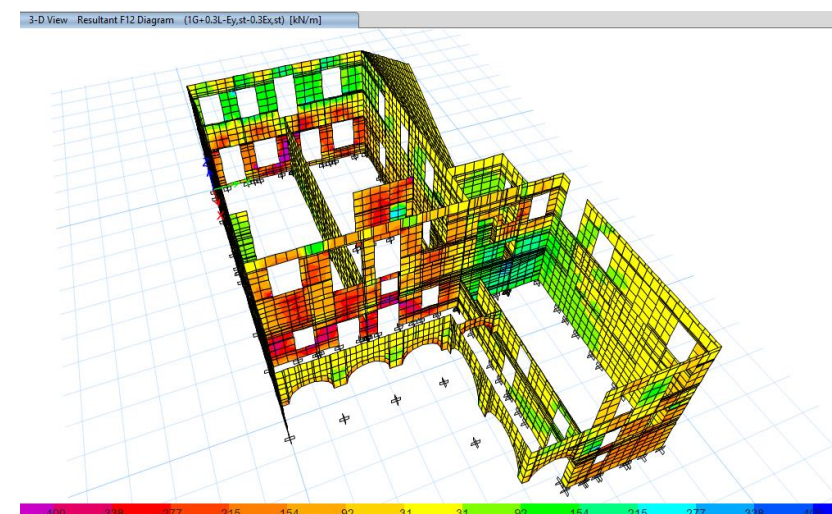 3-D View Resultant F12 Diagram (1G+0.3L-Ey,st-0.3Ex,st) [kN/m]
Z
X
400 338 277 215 154 92 31 31 92 154 215 277 338